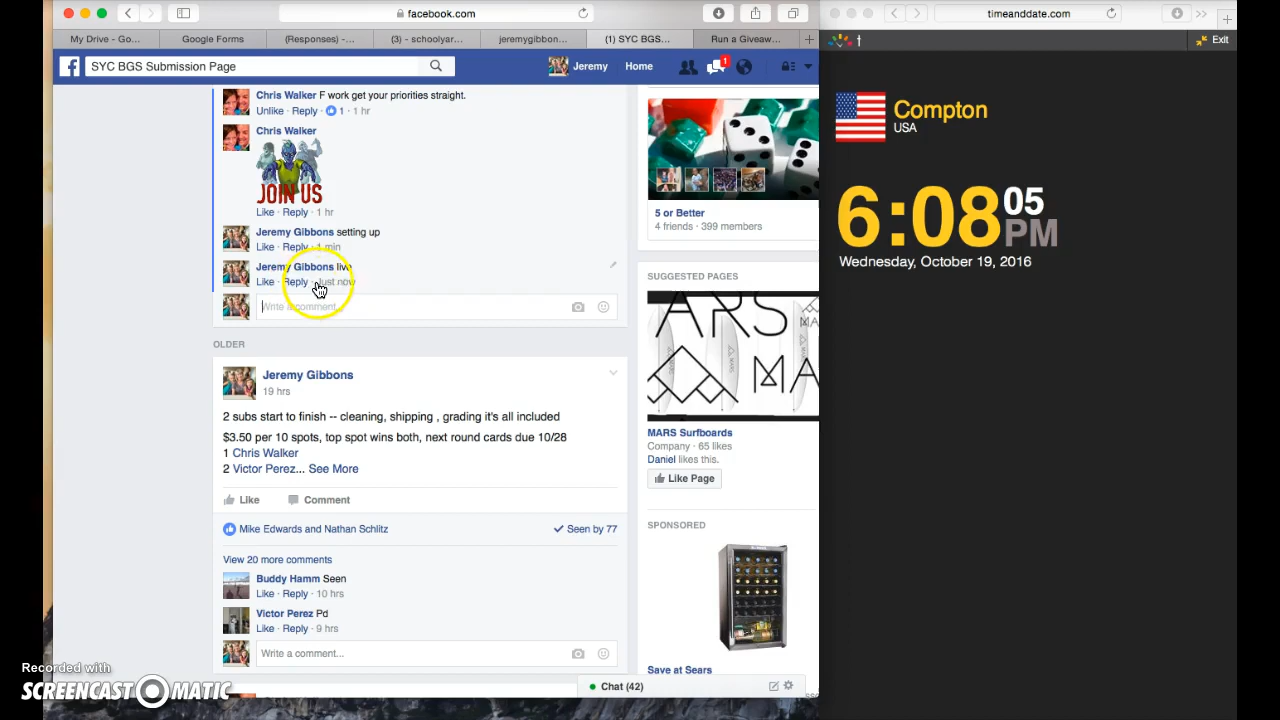 facebook.com
My Drive - Go...
Google Forms
(Responses) -...
(3) - schoolyar...
jeremygibbon...
(1) SYC BGS...
Run a Giveaw...
SYC BGS Submission Page
Jeremy
Home
1
Chris Walker F work get your priorities straight.
Unlike · Reply · 1 · 1 hr
Chris Walker
JOIN US
Like · Reply · 1 hr
Jeremy Gibbons setting up
Like · Reply · 1 min
Jeremy Gibbons live
Like · Reply · Just now
Write a comment...
OLDER
Jeremy Gibbons
19 hrs
2 subs start to finish -- cleaning, shipping , grading it's all included
$3.50 per 10 spots, top spot wins both, next round cards due 10/28
1 Chris Walker
2 Victor Perez... See More
Like Comment
Mike Edwards and Nathan Schlitz
Seen by 77
View 20 more comments
Buddy Hamm Seen
Like · Reply · 10 hrs
Victor Perez Pd
Like · Reply · 9 hrs
Write a comment...
5 or Better
4 friends · 399 members
SUGGESTED PAGES
MARS
MARS Surfboards
Company · 65 likes
Daniel likes this.
Like Page
SPONSORED
Save at Sears
Chat (42)
timeanddate.com
t
Exit
Compton
USA
6:08 05
PM
Wednesday, October 19, 2016
Recorded with
SCREENCAST-O-MATIC